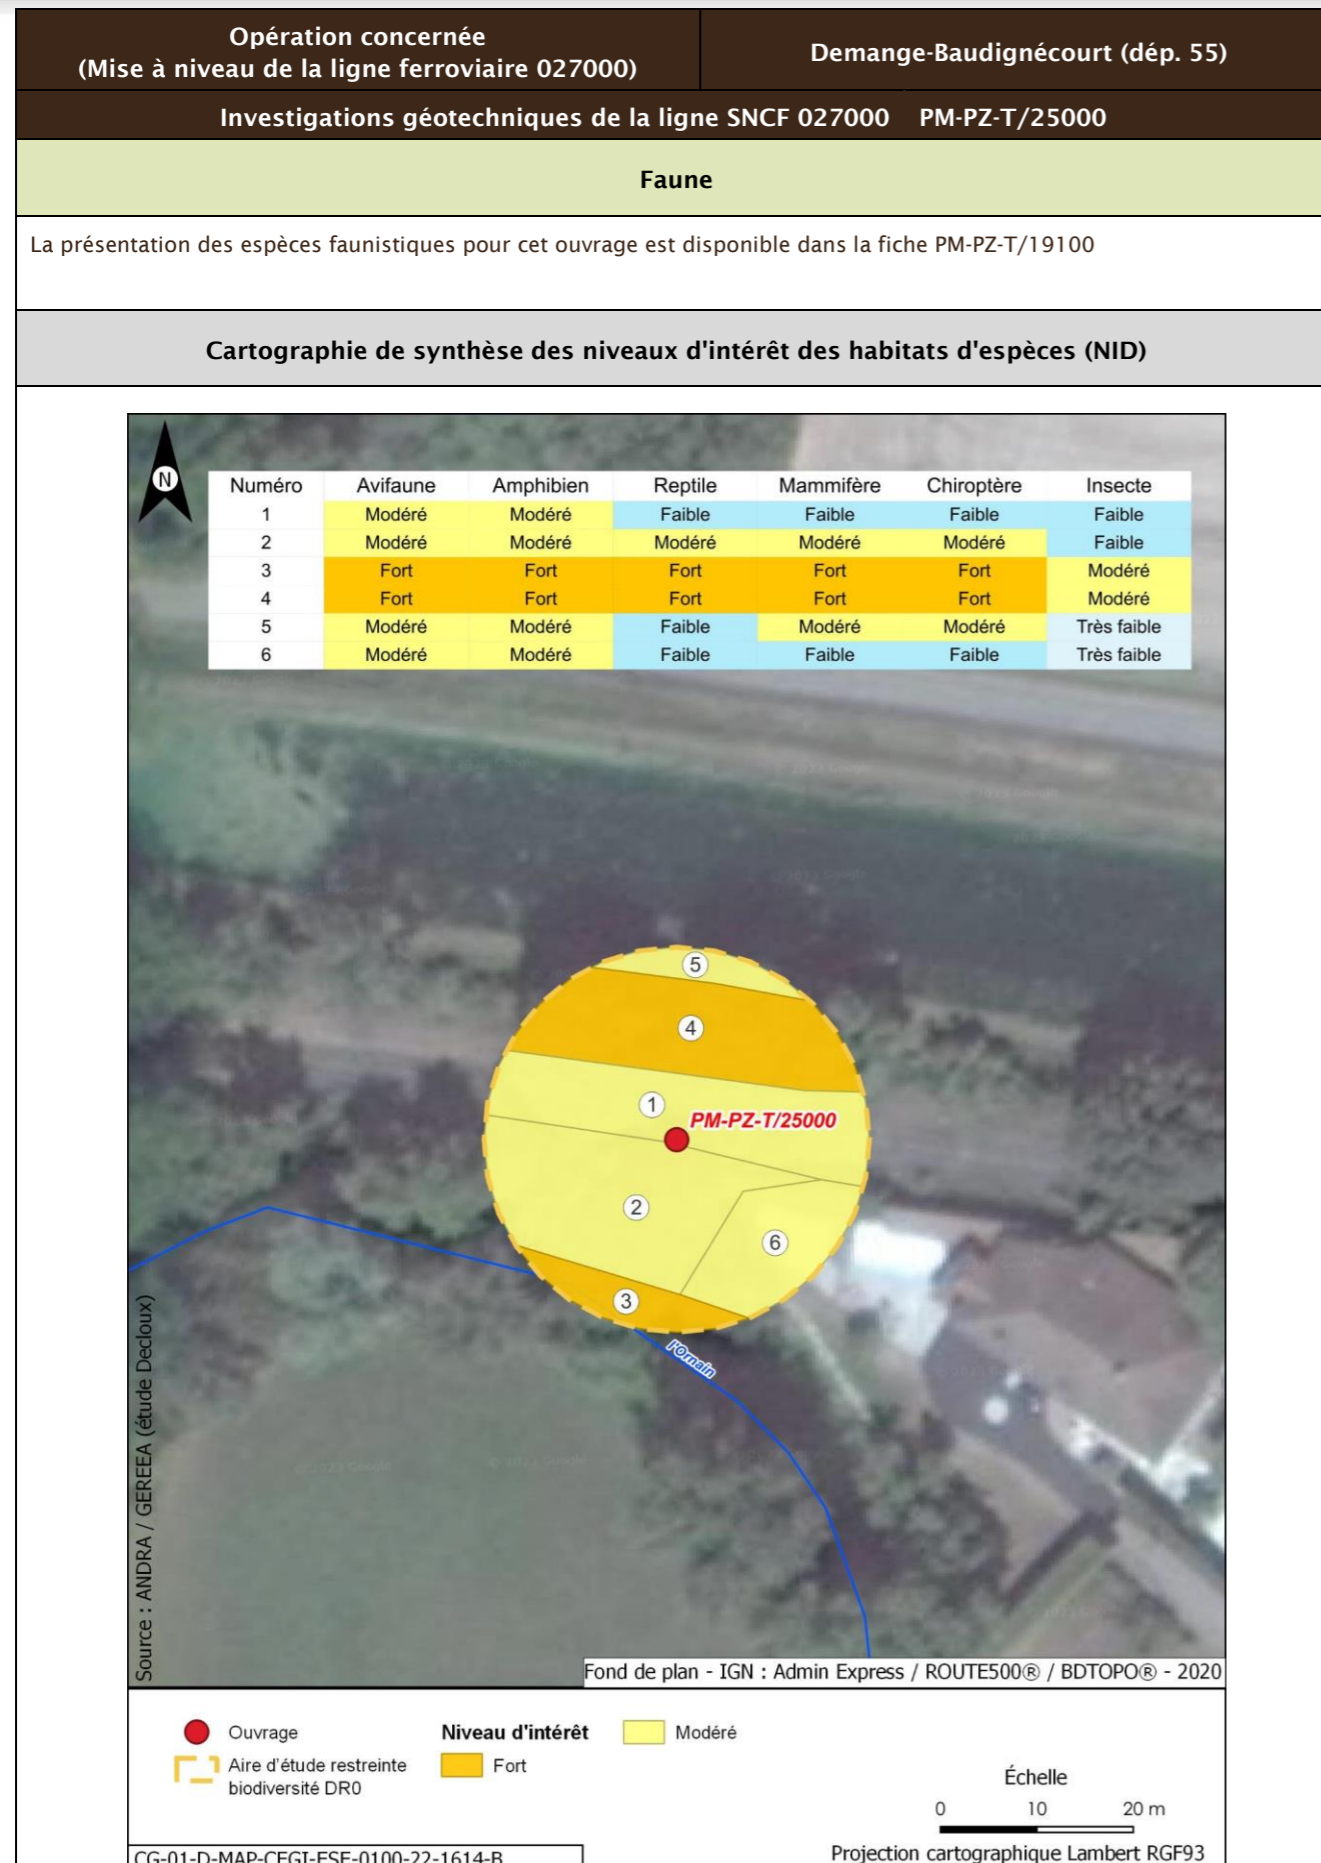 Opération concernée
(Mise à niveau de la ligne ferroviaire 027000)
Demange-Baudignécourt (dép. 55)
Investigations géotechniques de la ligne SNCF 027000 PM-PZ-T/25000
Faune
La présentation des espèces faunistiques pour cet ouvrage est disponible dans la fiche PM-PZ-T/19100
Cartographie de synthèse des niveaux d'intérêt des habitats d'espèces (NID)
N
Numéro Avifaune Amphibien Reptile Mammifère Chiroptère Insecte
1 Modéré Modéré Faible Faible Faible Faible
2 Modéré Modéré Modéré Modéré Modéré Faible
3 Fort Fort Fort Fort Fort Modéré
4 Fort Fort Fort Fort Fort Modéré
5 Modéré Modéré Faible Modéré Modéré Très faible
6 Modéré Modéré Faible Faible Faible Très faible
5
4
1
PM-PZ-T/25000
2
6
3
l'Ornain
Source : ANDRA / GEREEA (étude Decloux)
Fond de plan - IGN : Admin Express / ROUTE500® / BDTOPO® - 2020
Ouvrage
Aire d'étude restreinte
biodiversité DR0
Niveau d'intérêt
Fort
Modéré
Échelle
0 10 20 m
Projection cartographique Lambert RGF93
CG-01-D-MAP-CEGI-ESE-0100-22-1614-B